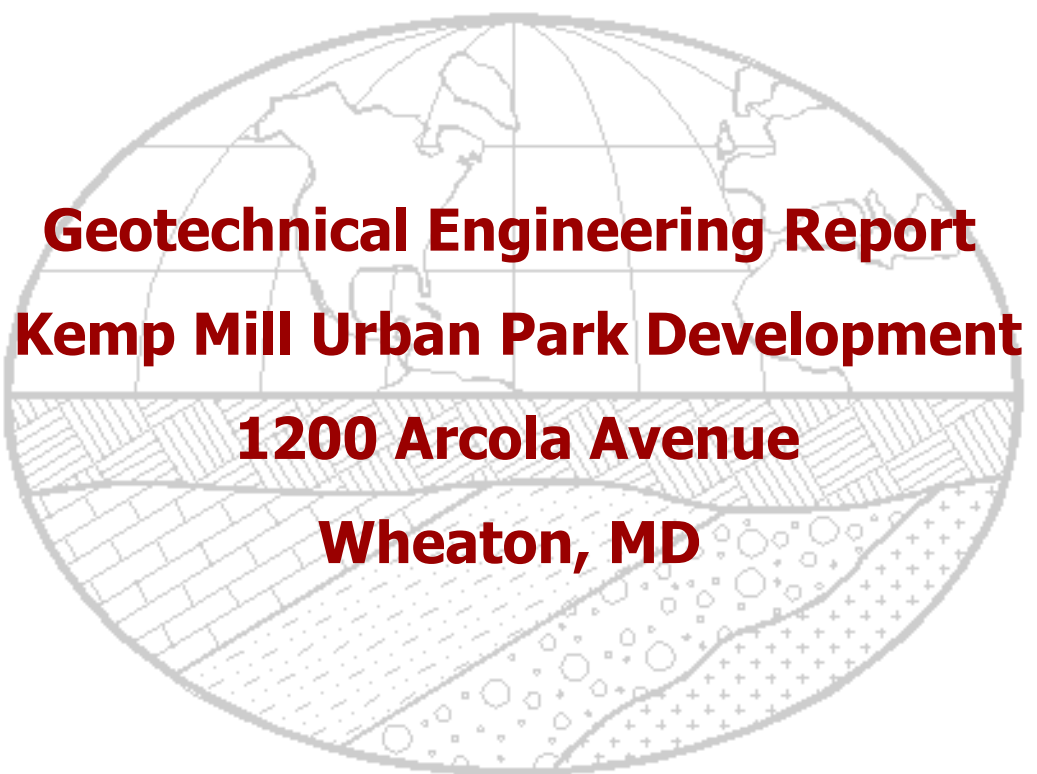 Geotechnical Engineering Report
Kemp Mill Urban Park Development
1200 Arcola Avenue
Wheaton, MD